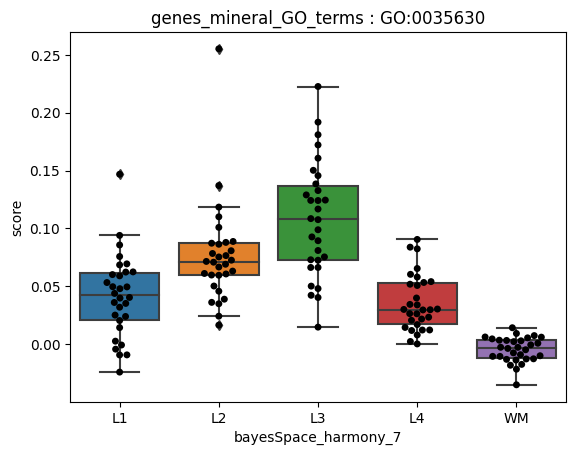 genes_mineral_GO_terms : GO:0035630
0.25
0.20
0.15
0.10
0.05
0.00
score
L1 L2 L3 L4 WM
bayesSpace_harmony_7